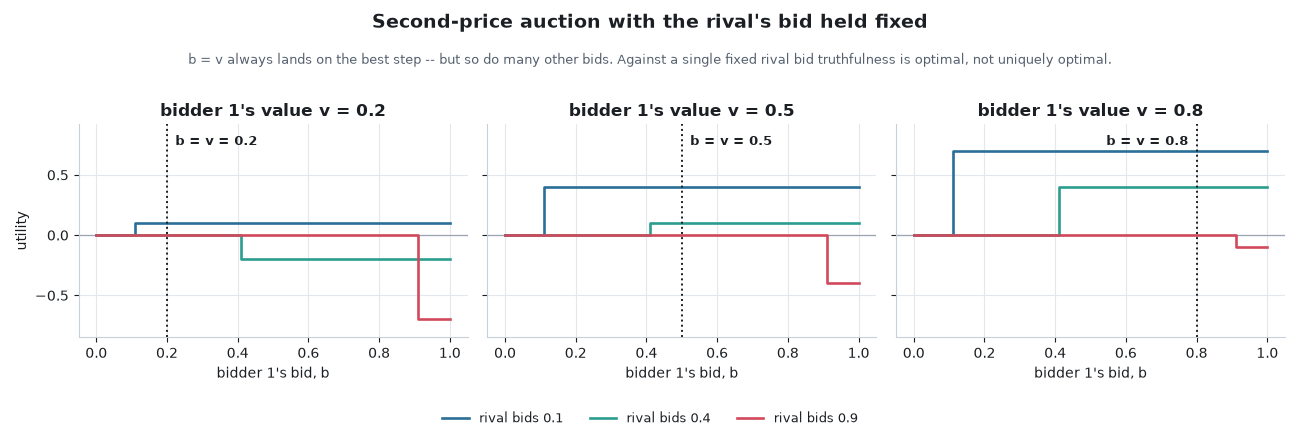 Second-price auction with the rival's bid held fixed
b = v always lands on the best step -- but so do many other bids. Against a single fixed rival bid truthfulness is optimal, not uniquely optimal.
bidder 1's value v = 0.2
bidder 1's value v = 0.5
bidder 1's value v = 0.8
b = v = 0.2
b = v = 0.5
b = v = 0.8
utility
0.5
0.0
−0.5
0.0 0.2 0.4 0.6 0.8 1.0
0.0 0.2 0.4 0.6 0.8 1.0
0.0 0.2 0.4 0.6 0.8 1.0
bidder 1's bid, b
bidder 1's bid, b
bidder 1's bid, b
rival bids 0.1
rival bids 0.4
rival bids 0.9